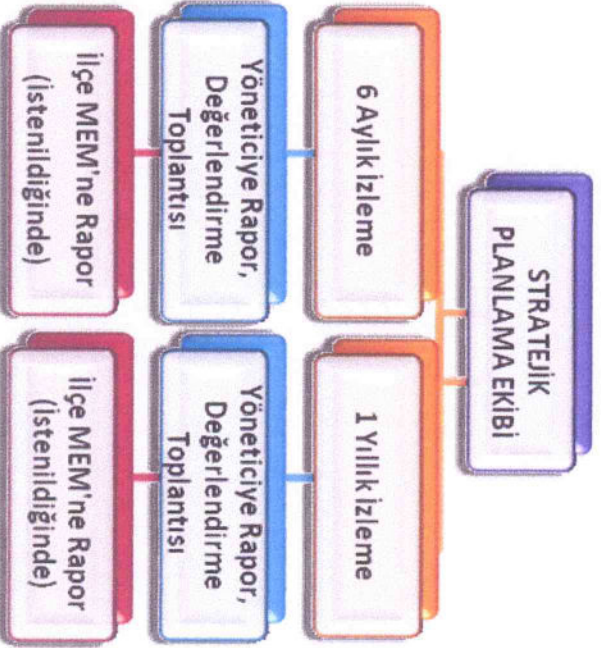 STRATEJİK
PLANLAMA EKİBİ
6 Aylık İzleme
Yöneticiye Rapor,
Değerlendirme
Toplantısı
İlçe MEM'ne Rapor
(İstenildiğinde)
1 Yıllık İzleme
Yöneticiye Rapor,
Değerlendirme
Toplantısı
İlçe MEM'ne Rapor
(İstenildiğinde)